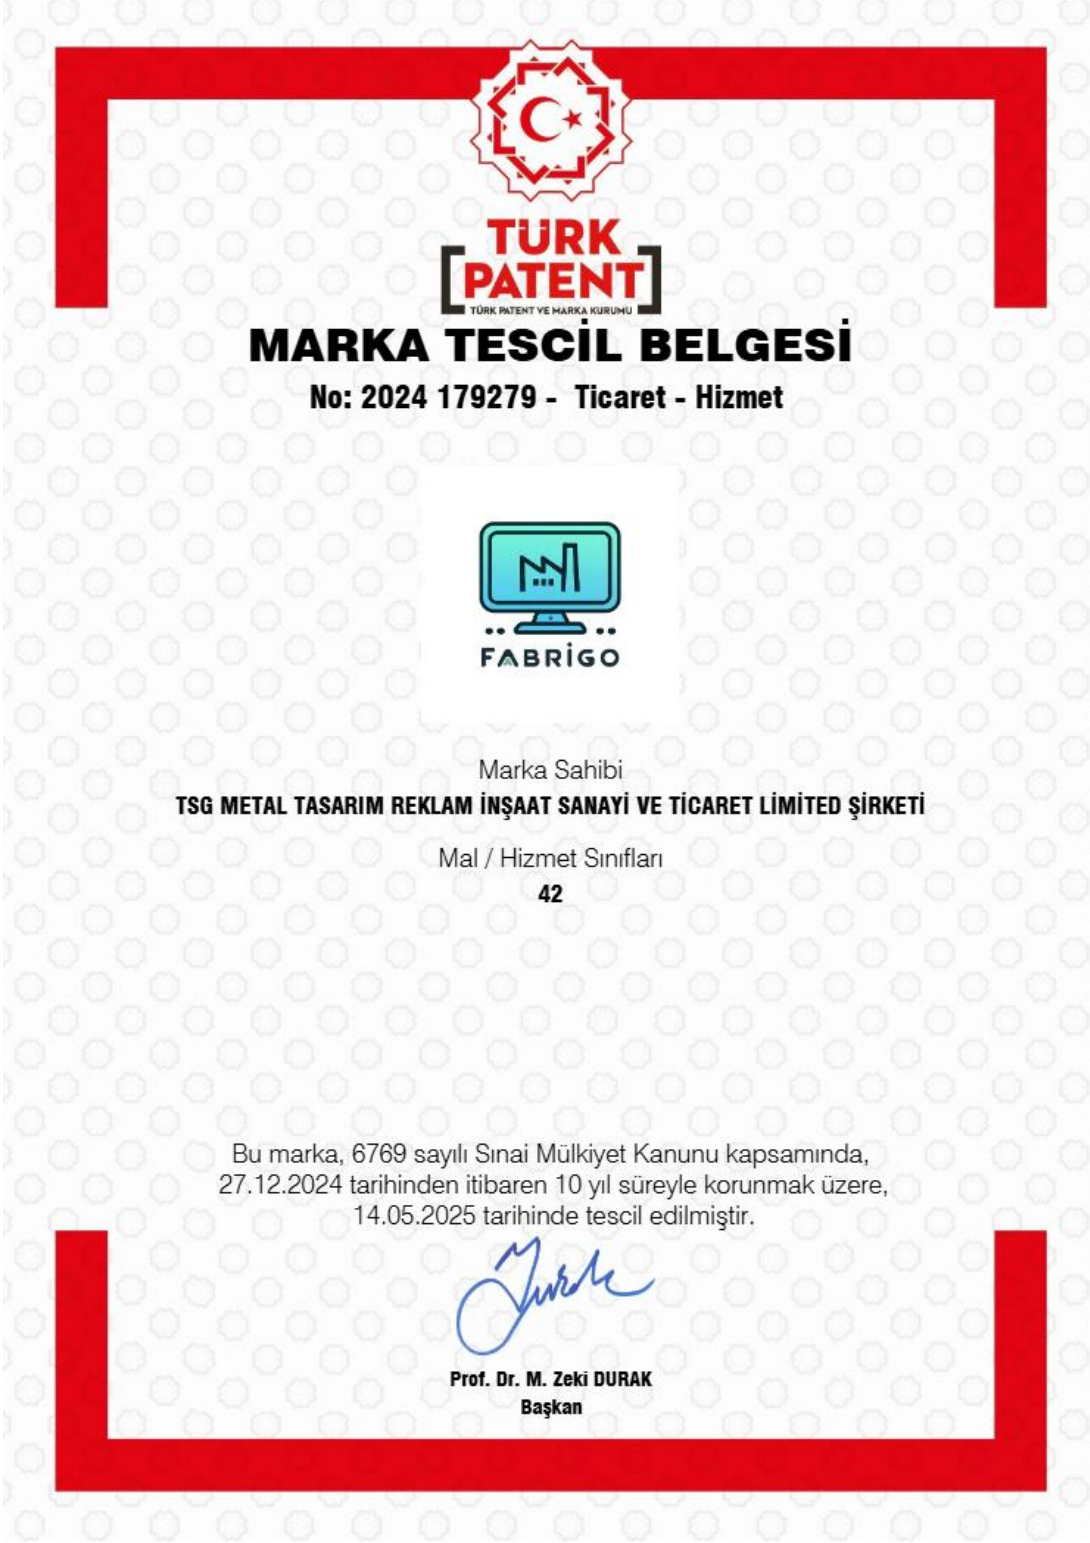 TÜRK
PATENT
TÜRK PATENT VE MARKA KURUMU
MARKA TESCİL BELGESİ
No: 2024 179279 - Ticaret - Hizmet
FABRİGO
Marka Sahibi
TSG METAL TASARIM REKLAM İNŞAAT SANAYİ VE TİCARET LİMİTED ŞİRKETİ
Mal / Hizmet Sınıfları
42
Bu marka, 6769 sayılı Sınai Mülkiyet Kanunu kapsamında,
27.12.2024 tarihinden itibaren 10 yıl süreyle korunmak üzere,
14.05.2025 tarihinde tescil edilmiştir.
Prof. Dr. M. Zeki DURAK
Başkan